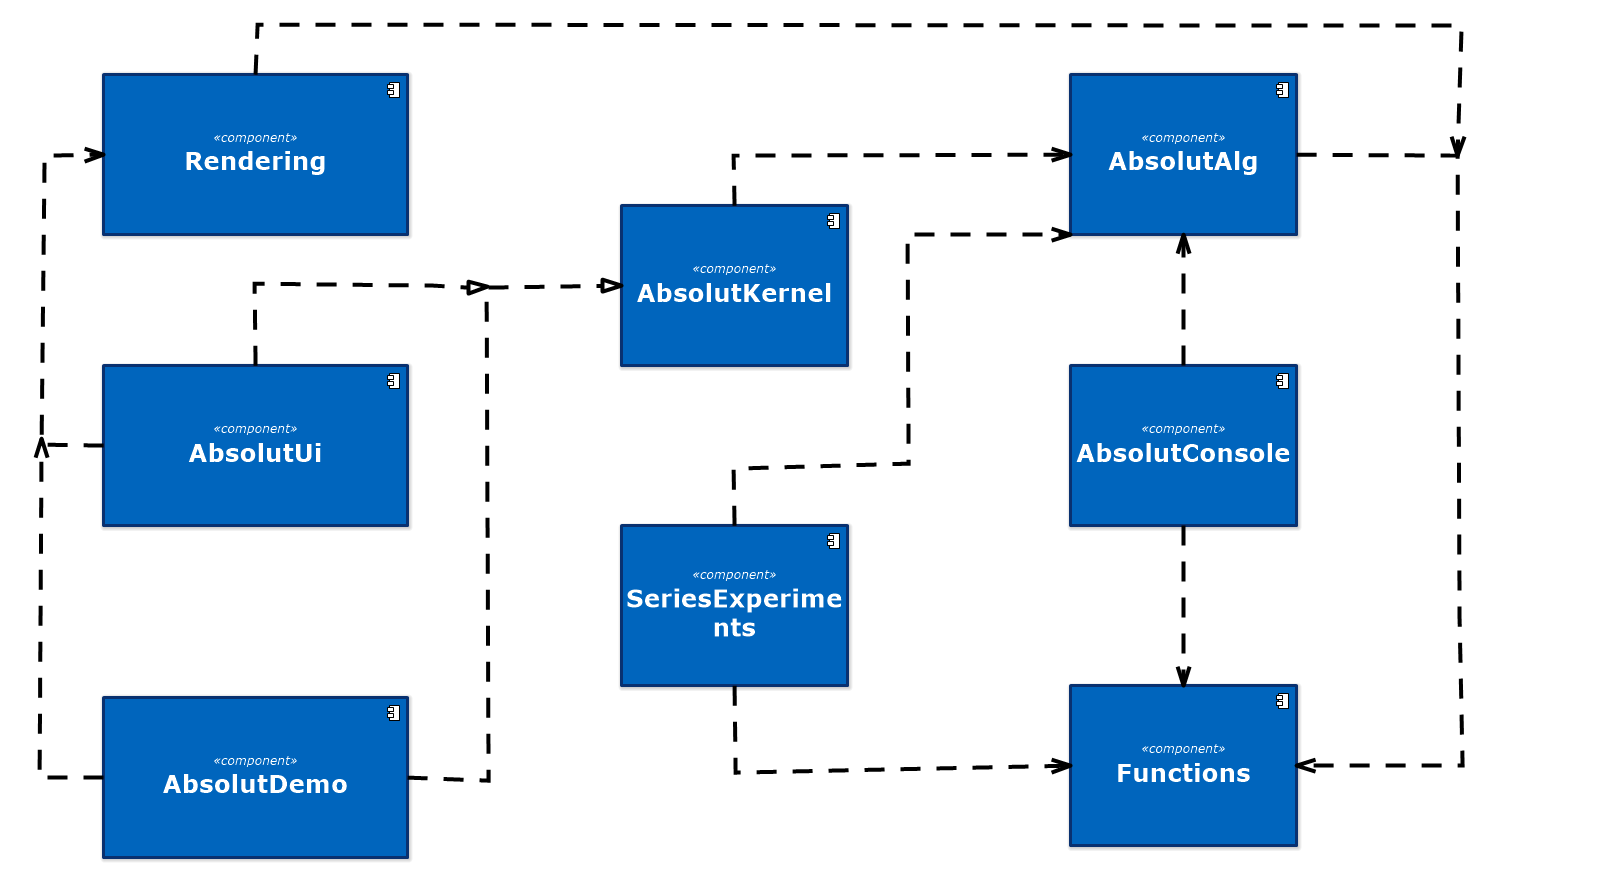 «component»
Rendering
«component»
AbsolutAlg
«component»
AbsolutKernel
«component»
AbsolutUi
«component»
AbsolutConsole
«component»
SeriesExperime
nts
«component»
AbsolutDemo
«component»
Functions